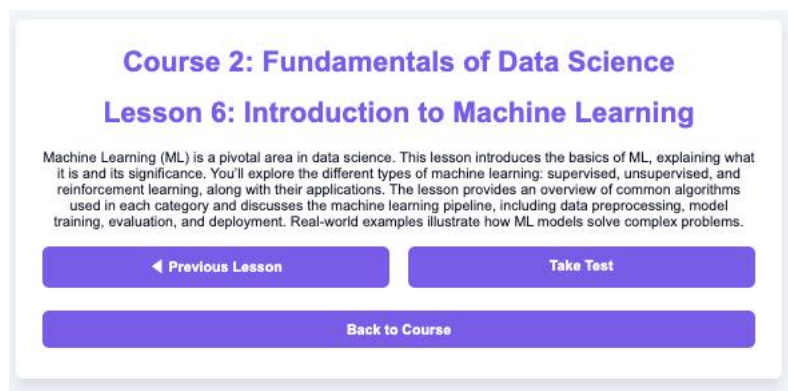 Course 2: Fundamentals of Data Science
Lesson 6: Introduction to Machine Learning
Machine Learning (ML) is a pivotal area in data science. This lesson introduces the basics of ML, explaining what
it is and its significance. You'll explore the different types of machine learning: supervised, unsupervised, and
reinforcement learning, along with their applications. The lesson provides an overview of common algorithms
used in each category and discusses the machine learning pipeline, including data preprocessing, model
training, evaluation, and deployment. Real-world examples illustrate how ML models solve complex problems.
◀ Previous Lesson
Take Test
Back to Course